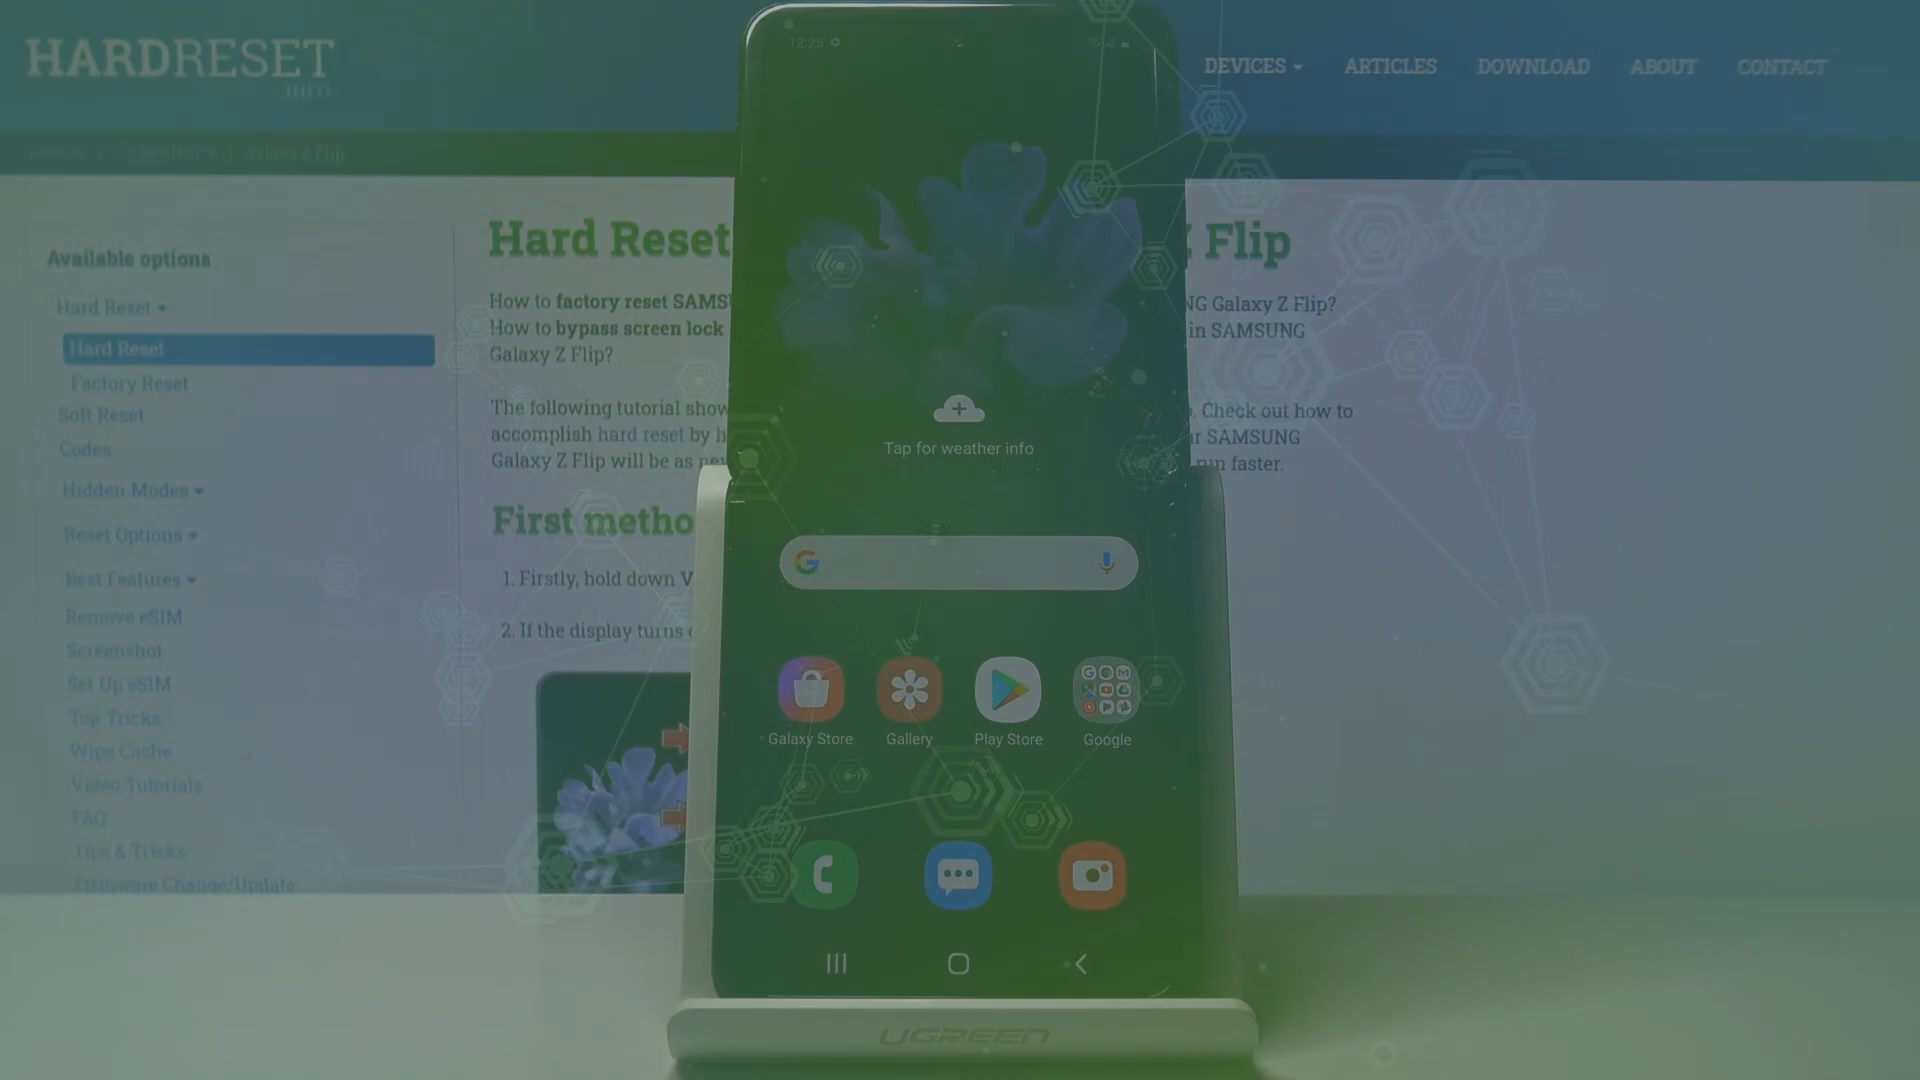 HARDRESET
INFO
DEVICES
ARTICLES
DOWNLOAD
ABOUT
CONTACT
/ SAMSUNG / Galaxy Z Flip
Available options
Hard Reset
Hard Reset
Factory Reset
Soft Reset
Codes
Hidden Modes
Reset Options
Best Features
Remove eSIM
Screenshot
Set Up eSIM
Top Tricks
Wipe Cache
Video Tutorials
FAQ
Tips & Tricks
Firmware Change/Update
Hard Reset Flip
How to factory reset SAMS NG Galaxy Z Flip?
How to bypass screen lock in SAMSUNG
Galaxy Z Flip?
The following tutorial show . Check out how to
accomplish hard reset by h ur SAMSUNG
Galaxy Z Flip will be as new run faster.
First metho
1. Firstly, hold down V
2. If the display turns
12:25
Tap for weather info
Galaxy Store
Gallery
Play Store
Google
UGREEN